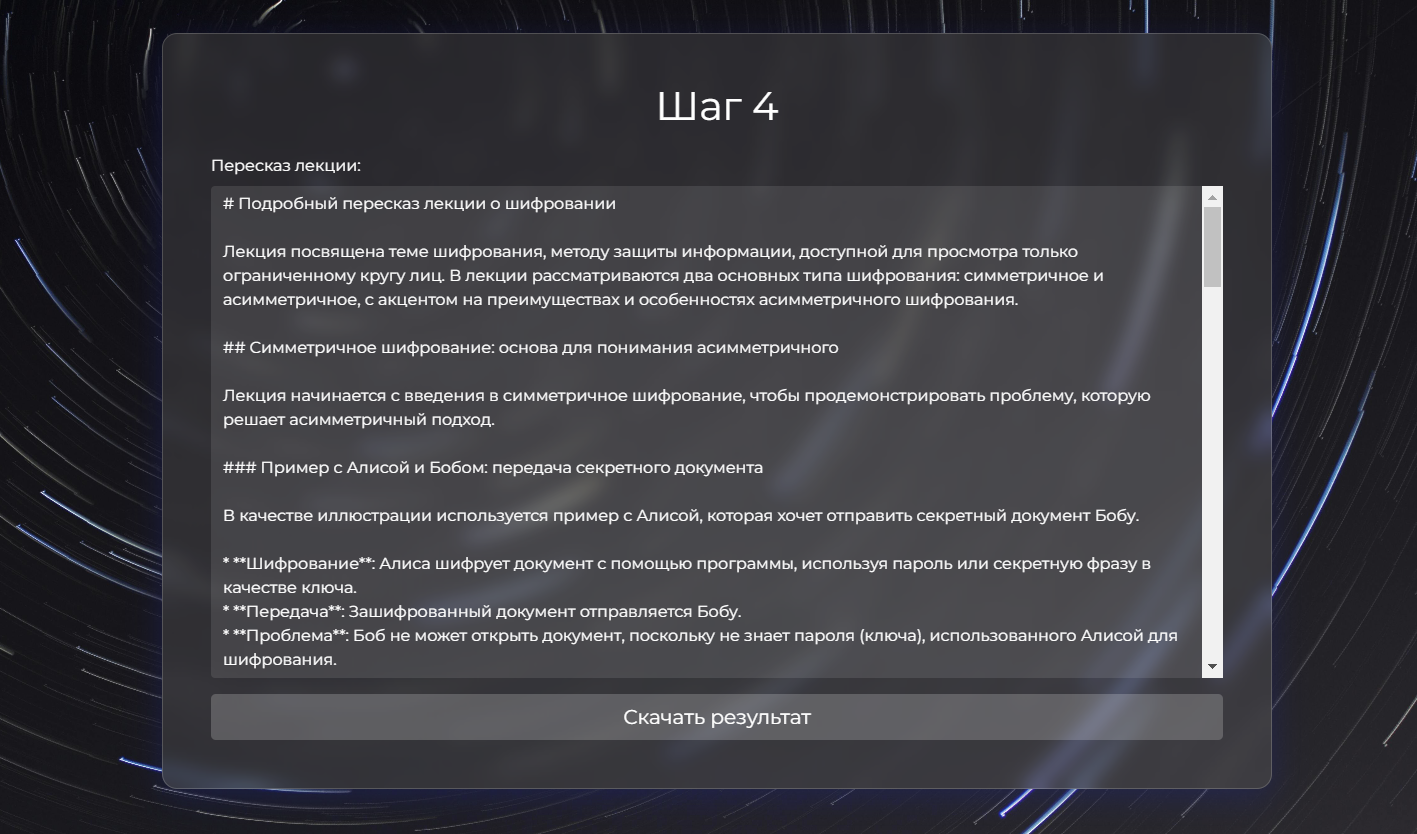 Шаг 4
Пересказ лекции:
# Подробный пересказ лекции о шифровании
Лекция посвящена теме шифрования, методу защиты информации, доступной для просмотра только
ограниченному кругу лиц. В лекции рассматриваются два основных типа шифрования: симметричное и
асимметричное, с акцентом на преимуществах и особенностях асимметричного шифрования.
## Симметричное шифрование: основа для понимания асимметричного
Лекция начинается с введения в симметричное шифрование, чтобы продемонстрировать проблему, которую
решает асимметричный подход.
### Пример с Алисой и Бобом: передача секретного документа
В качестве иллюстрации используется пример с Алисой, которая хочет отправить секретный документ Бобу.
* **Шифрование**: Алиса шифрует документ с помощью программы, используя пароль или секретную фразу в
качестве ключа.
* **Передача**: Зашифрованный документ отправляется Бобу.
* **Проблема**: Боб не может открыть документ, поскольку не знает пароля (ключа), использованного Алисой для
шифрования.
Скачать результат